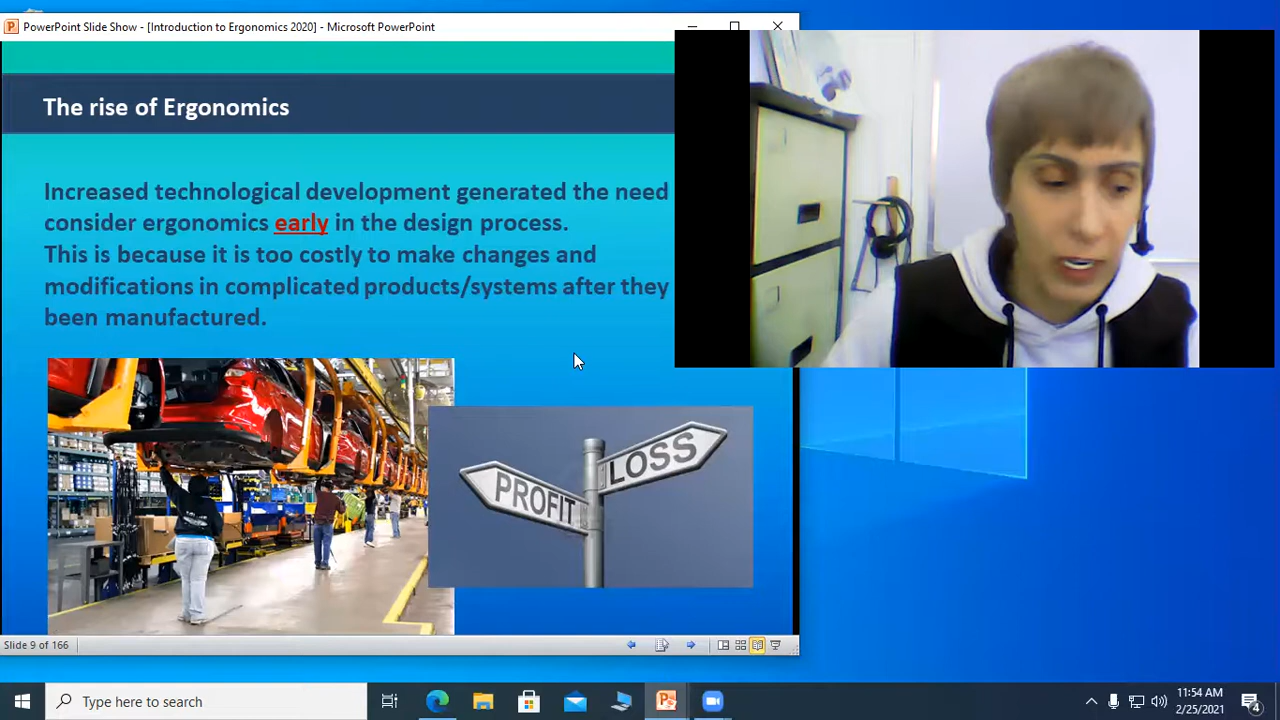 PowerPoint Slide Show - [Introduction to Ergonomics 2020] - Microsoft PowerPoint
The rise of Ergonomics
Increased technological development generated the need
consider ergonomics early in the design process.
This is because it is too costly to make changes and
modifications in complicated products/systems after they
been manufactured.
LOSS
PROFIT
Slide 9 of 166
Type here to search
11:54 AM
2/25/2021
4